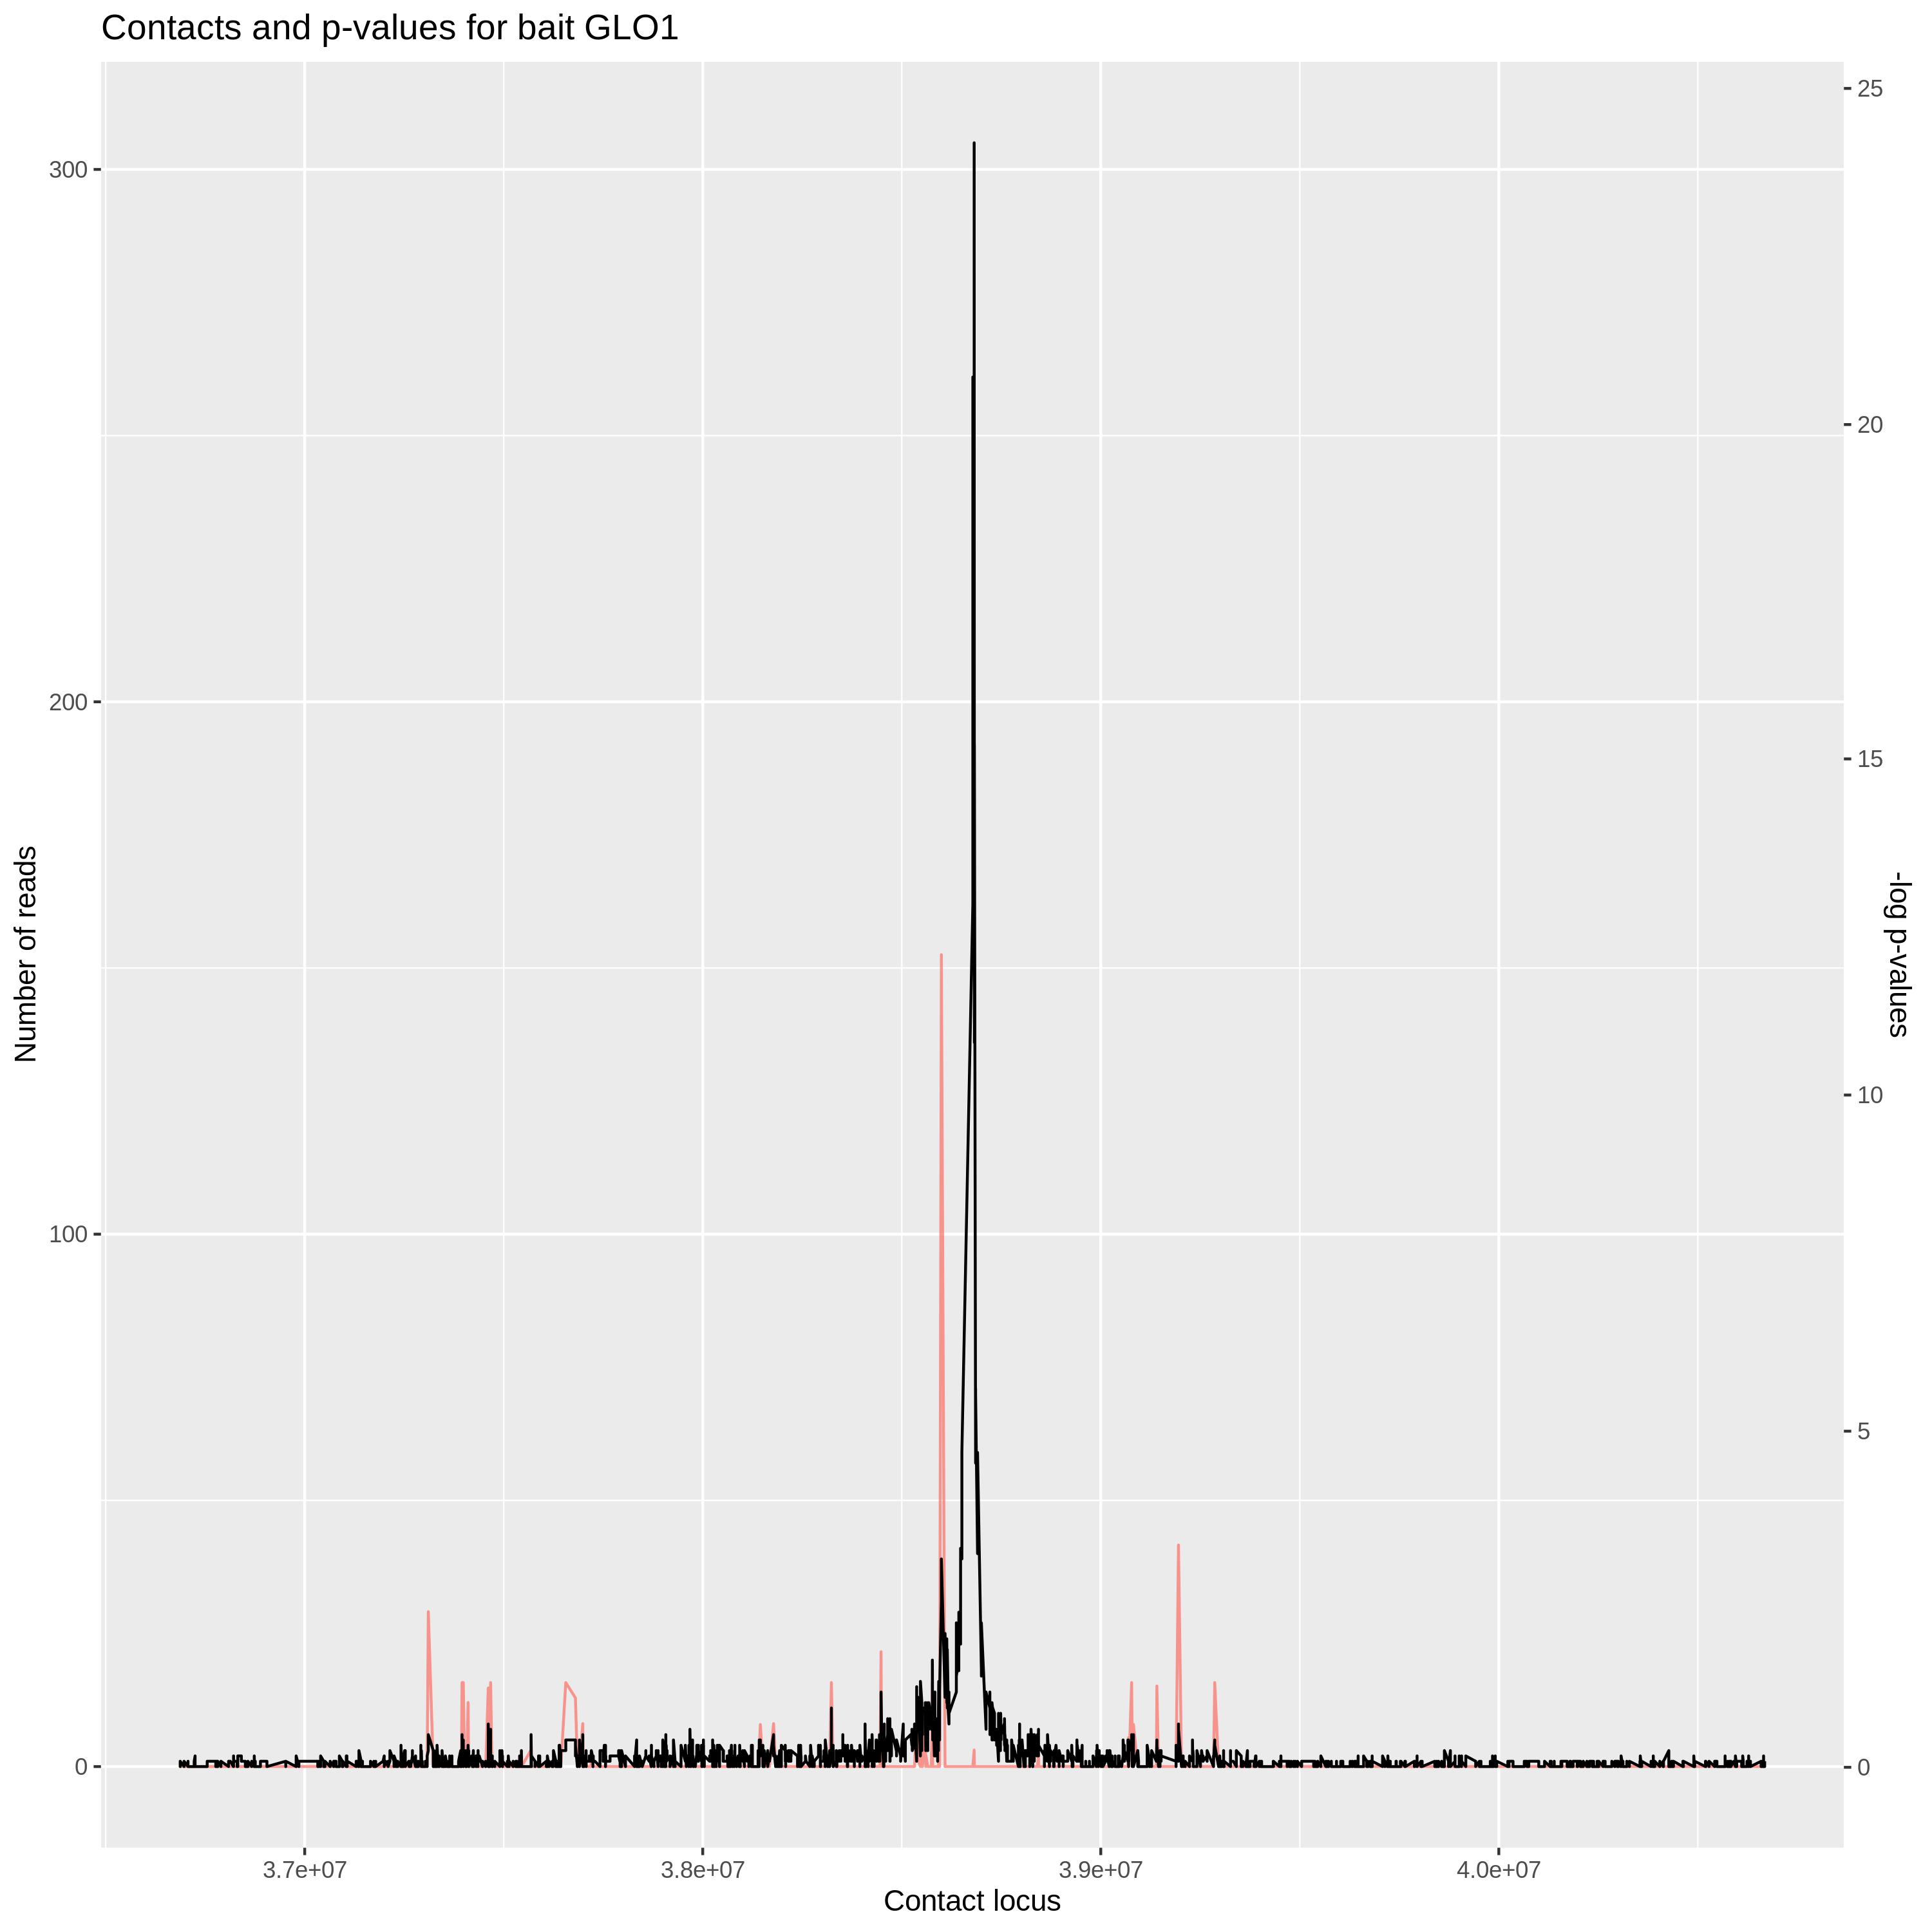 Contacts and p-values for bait GLO1
300
200
100
0
Number of reads
25
20
15
10
5
0
-log p-values
3.7e+07 3.8e+07 3.9e+07 4.0e+07
Contact locus